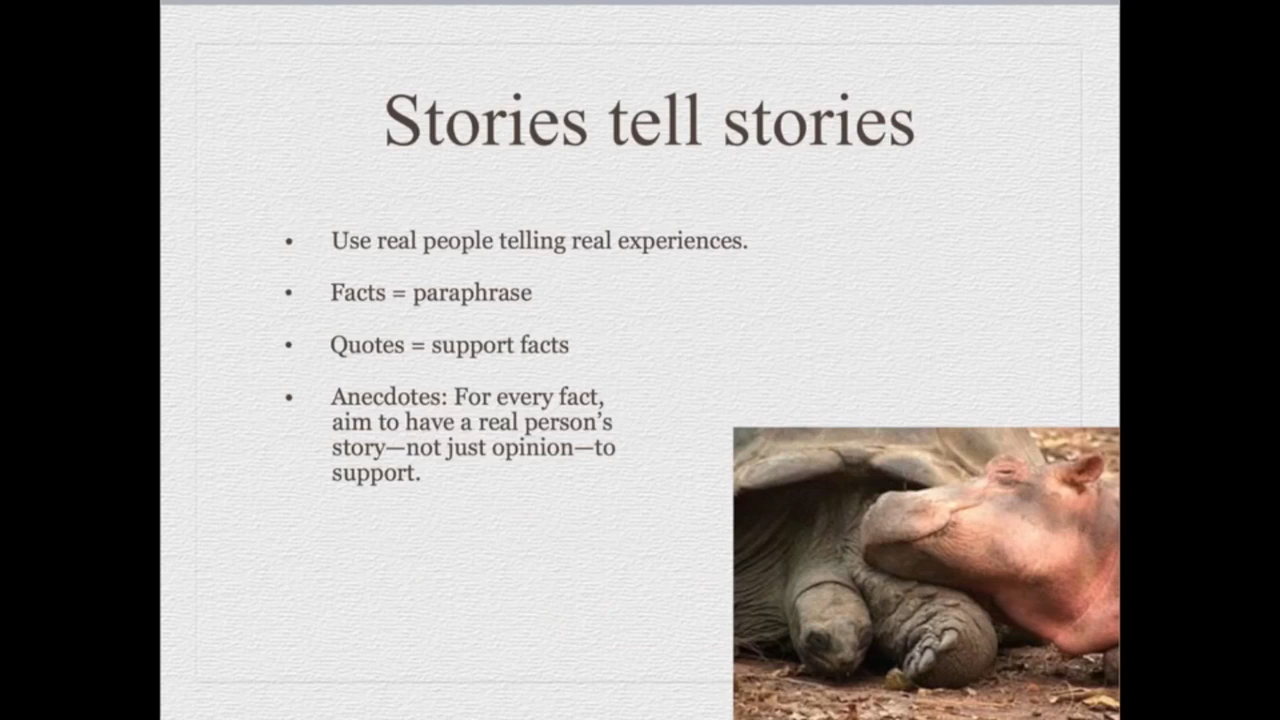 Stories tell stories
• Use real people telling real experiences.
• Facts = paraphrase
• Quotes = support facts
• Anecdotes: For every fact,
aim to have a real person’s
story—not just opinion—to
support.